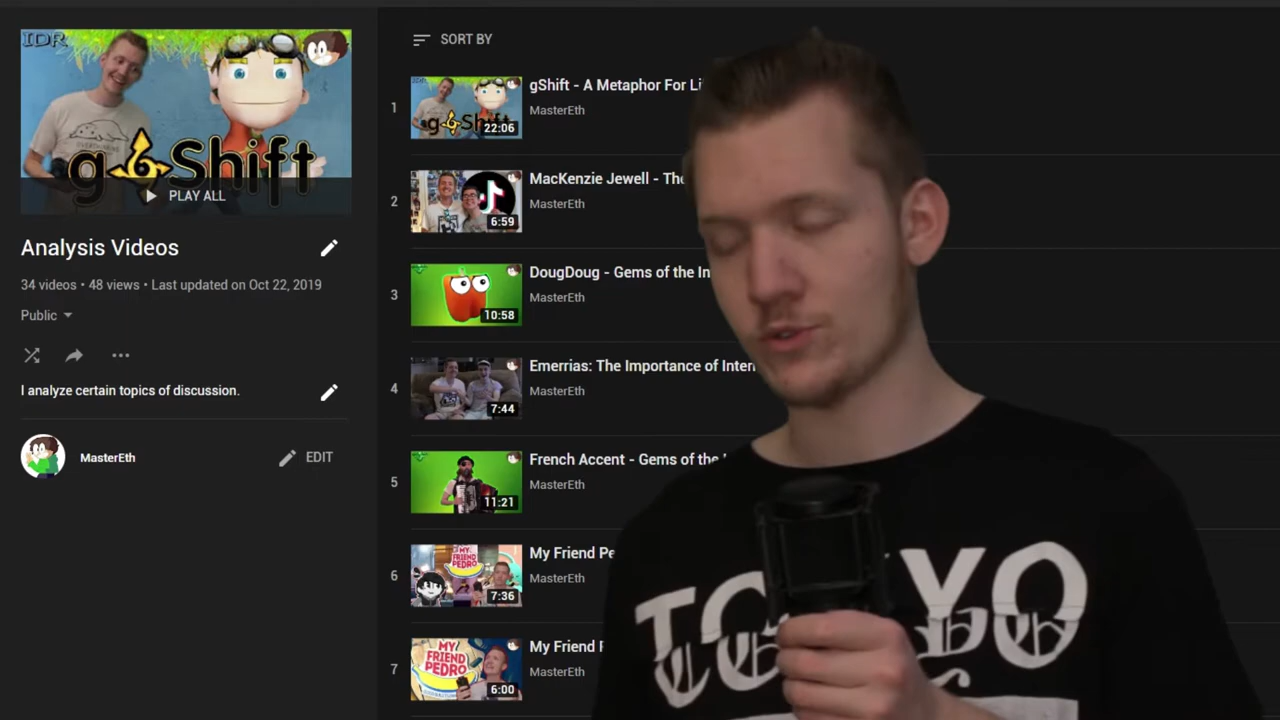 IDR
g Shift
PLAY ALL
Analysis Videos
34 videos • 48 views • Last updated on Oct 22, 2019
Public
I analyze certain topics of discussion.
MasterEth
EDIT
SORT BY
1
g Shift
22:06
gShift - A Metaphor For Li
MasterEth
2
6:59
MacKenzie Jewell - The
MasterEth
3
10:58
DougDoug - Gems of the In
MasterEth
4
7:44
Emerrias: The Importance of Inter
MasterEth
5
11:21
French Accent - Gems of the
MasterEth
6
MY FRIEND PEDRO
7:36
My Friend Pe
MasterEth
7
MY FRIEND PEDRO
6:00
My Friend
MasterEth